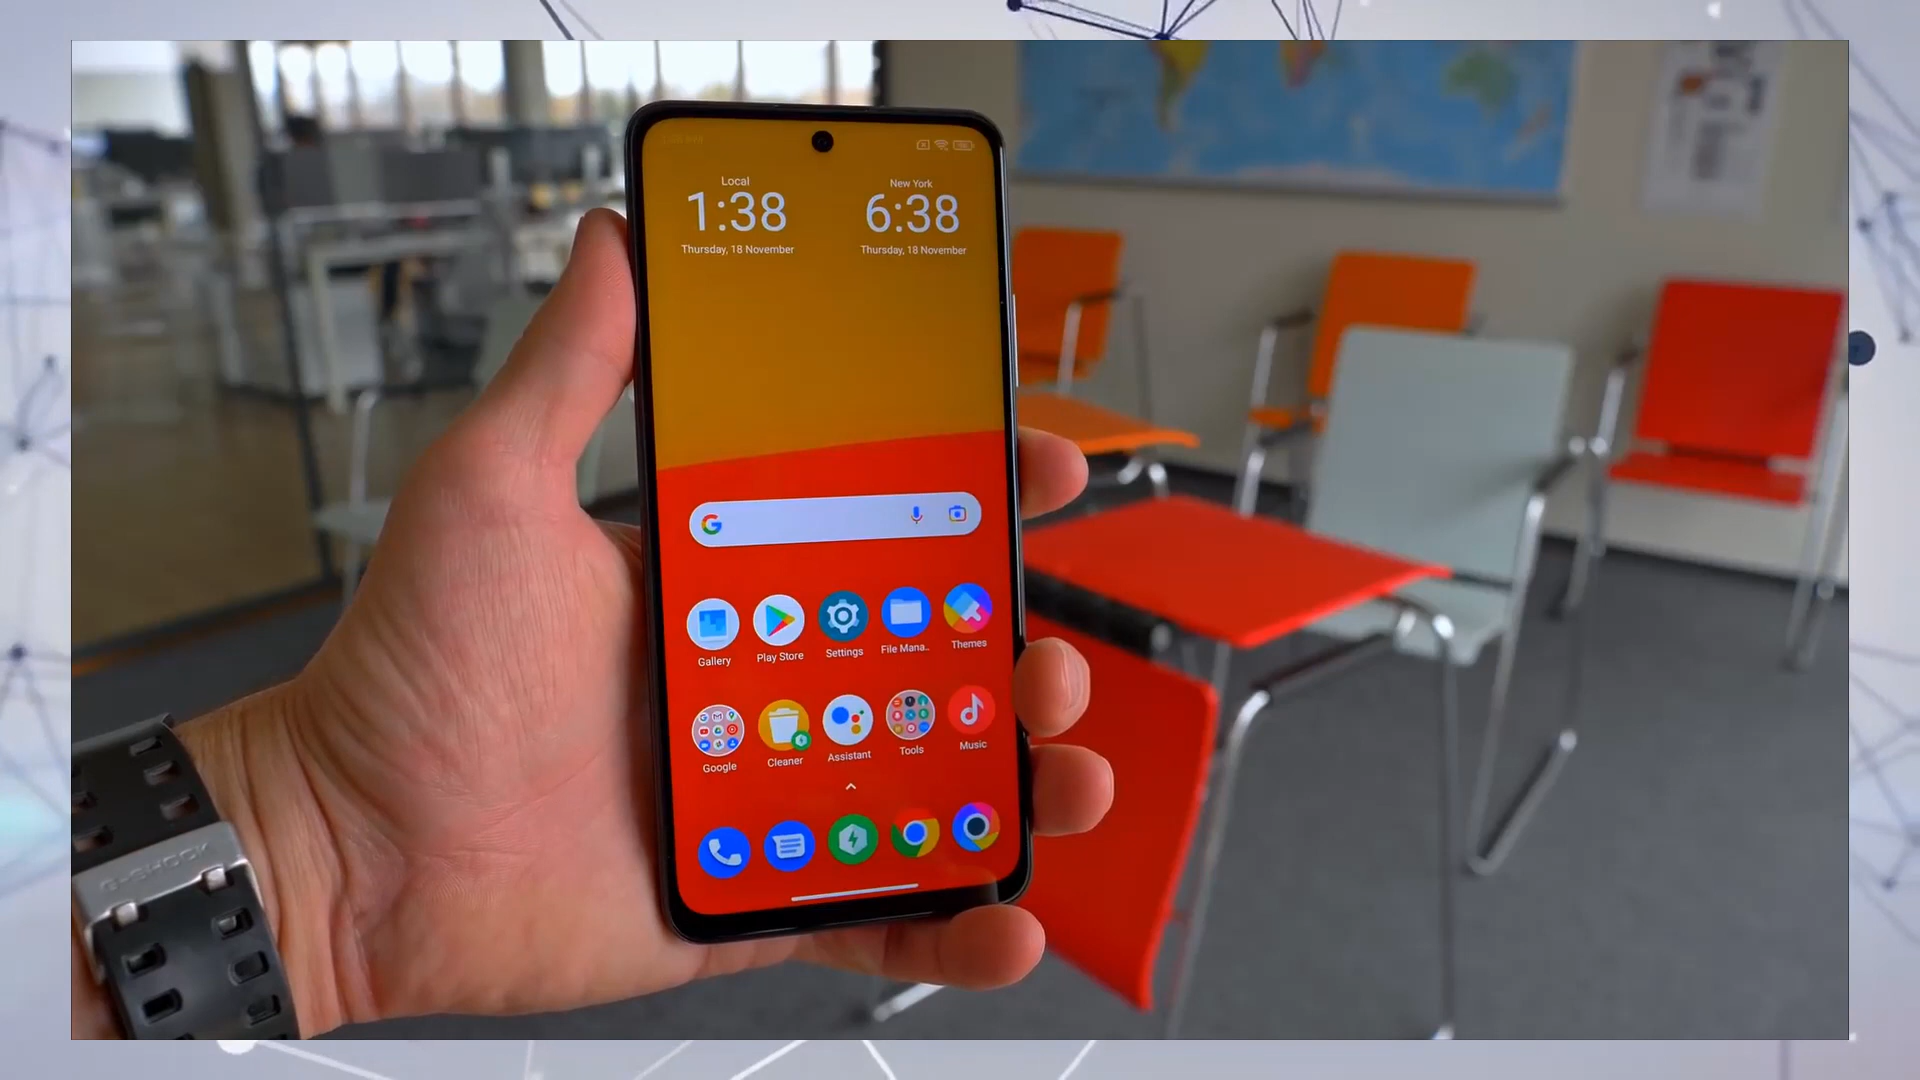 Local
1:38
Thursday, 18 November
New York
6:38
Thursday, 18 November
Gallery
Play Store
Settings
File Mana..
Themes
Google
Cleaner
Assistant
Tools
Music
G-SHOCK